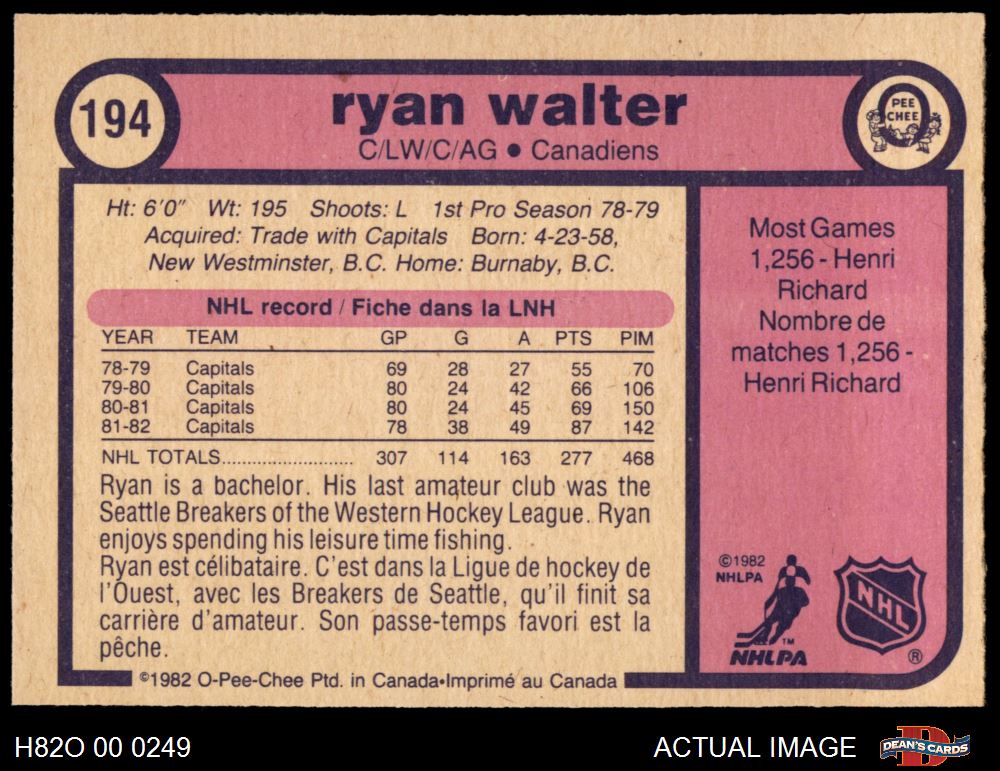 194
ryan walter
C/LW/C/AG ● Canadiens
O
PEE
CHEE
Ht: 6'0" Wt: 195 Shoots: L 1st Pro Season 78-79
Acquired: Trade with Capitals Born: 4-23-58,
New Westminster, B.C. Home: Burnaby, B.C.
NHL record / Fiche dans la LNH
YEAR TEAM GP G A PTS PIM
78-79 Capitals 69 28 27 55 70
79-80 Capitals 80 24 42 66 106
80-81 Capitals 80 24 45 69 150
81-82 Capitals 78 38 49 87 142
NHL TOTALS........................... 307 114 163 277 468
Ryan is a bachelor. His last amateur club was the
Seattle Breakers of the Western Hockey League. Ryan
enjoys spending his leisure time fishing.
Ryan est célibataire. C'est dans la Ligue de hockey de
l'Ouest, avec les Breakers de Seattle, qu'il finit sa
carrière d'amateur. Son passe-temps favori est la
pêche.
©1982 O-Pee-Chee Ptd. in Canada•Imprimé au Canada
Most Games
1,256 - Henri
Richard
Nombre de
matches 1,256 -
Henri Richard
©1982
NHLPA
TM
NHLPA
NHL
®
H82O 00 0249
ACTUAL IMAGE
D
DEAN'S CARDS